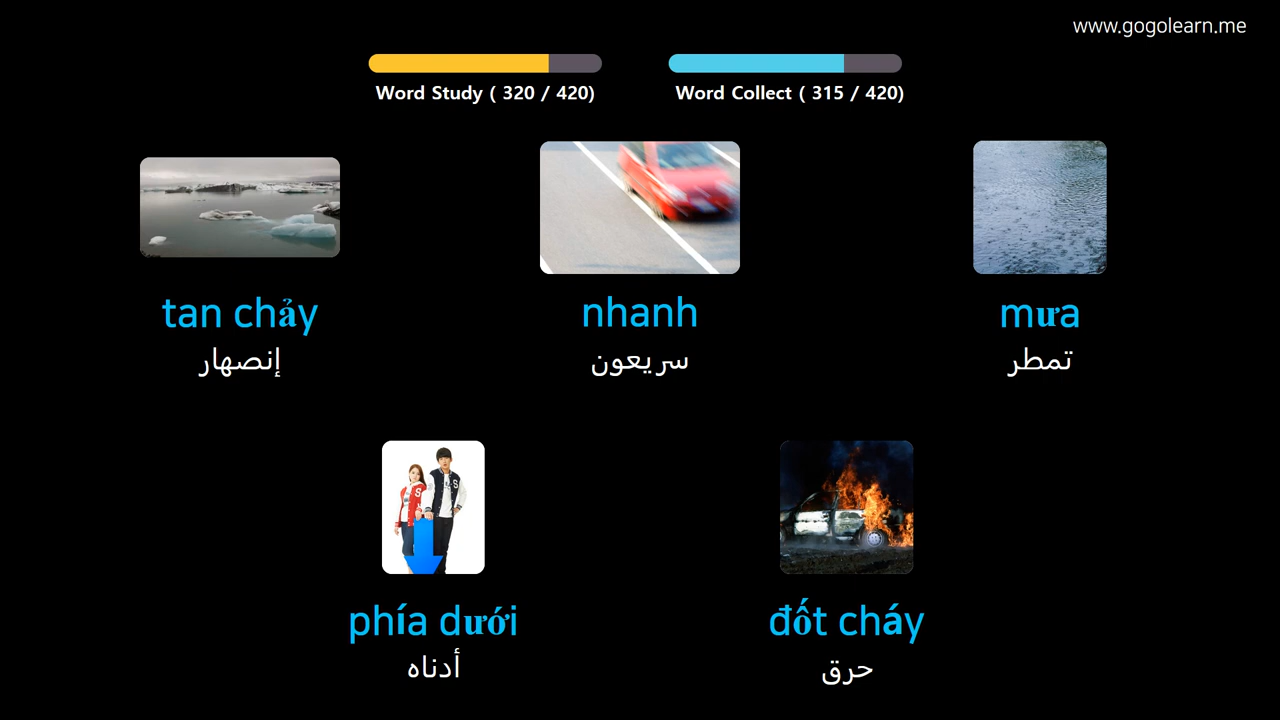 www.gogolearn.me
Word Study ( 320 / 420)
Word Collect ( 315 / 420)
tan chảy
إنصهار
nhanh
سريعون
mưa
تمطر
phía dưới
أدناه
đốt cháy
حرق